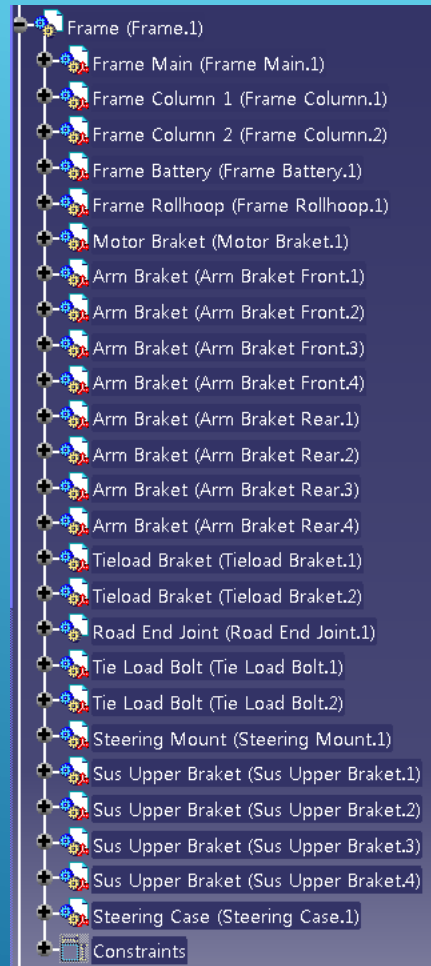 Frame (Frame.1)
Frame Main (Frame Main.1)
Frame Column 1 (Frame Column.1)
Frame Column 2 (Frame Column.2)
Frame Battery (Frame Battery.1)
Frame Rollhoop (Frame Rollhoop.1)
Motor Braket (Motor Braket.1)
Arm Braket (Arm Braket Front.1)
Arm Braket (Arm Braket Front.2)
Arm Braket (Arm Braket Front.3)
Arm Braket (Arm Braket Front.4)
Arm Braket (Arm Braket Rear.1)
Arm Braket (Arm Braket Rear.2)
Arm Braket (Arm Braket Rear.3)
Arm Braket (Arm Braket Rear.4)
Tieload Braket (Tieload Braket.1)
Tieload Braket (Tieload Braket.2)
Road End Joint (Road End Joint.1)
Tie Load Bolt (Tie Load Bolt.1)
Tie Load Bolt (Tie Load Bolt.2)
Steering Mount (Steering Mount.1)
Sus Upper Braket (Sus Upper Braket.1)
Sus Upper Braket (Sus Upper Braket.2)
Sus Upper Braket (Sus Upper Braket.3)
Sus Upper Braket (Sus Upper Braket.4)
Steering Case (Steering Case.1)
Constraints